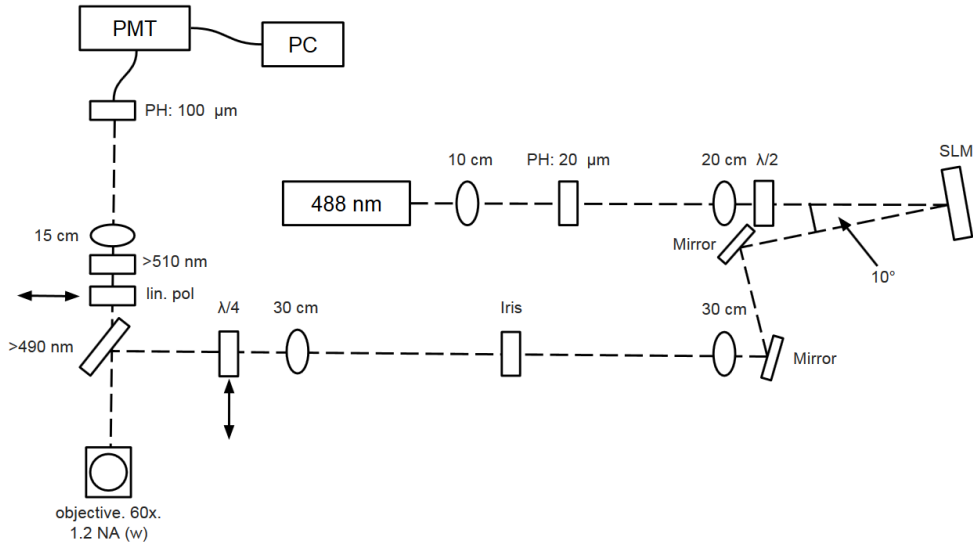 PMT
PC
PH: 100 μm
10 cm
PH: 20 μm
20 cm λ/2
SLM
488 nm
15 cm
>510 nm
Mirror
10°
lin. pol
λ/4
30 cm
Iris
30 cm
>490 nm
Mirror
objective. 60x.
1.2 NA (w)